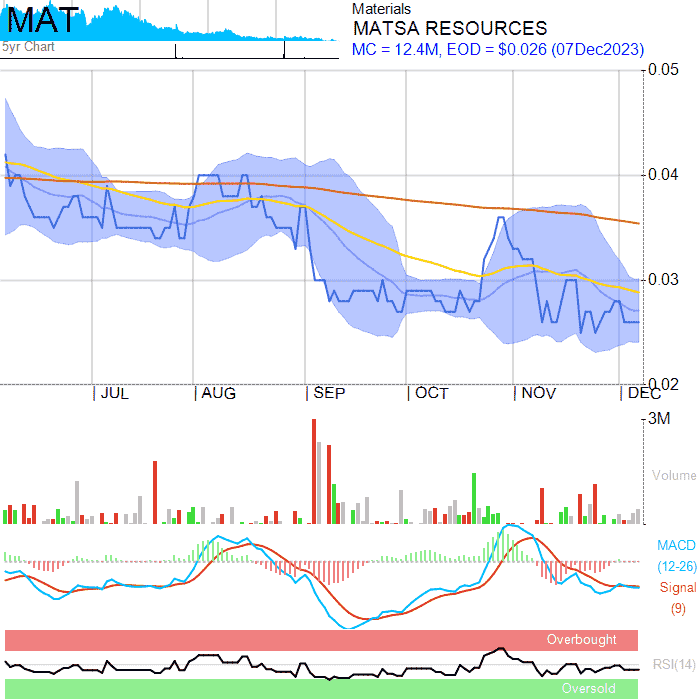 MAT
5yr Chart
Materials
MATSA RESOURCES
MC = 12.4M, EOD = $0.026 (07Dec2023)
0.05
0.04
0.03
0.02
JUL AUG SEP OCT NOV DEC
3M
Volume
MACD
(12-26)
Signal
(9)
Overbought
RSI(14)
Oversold